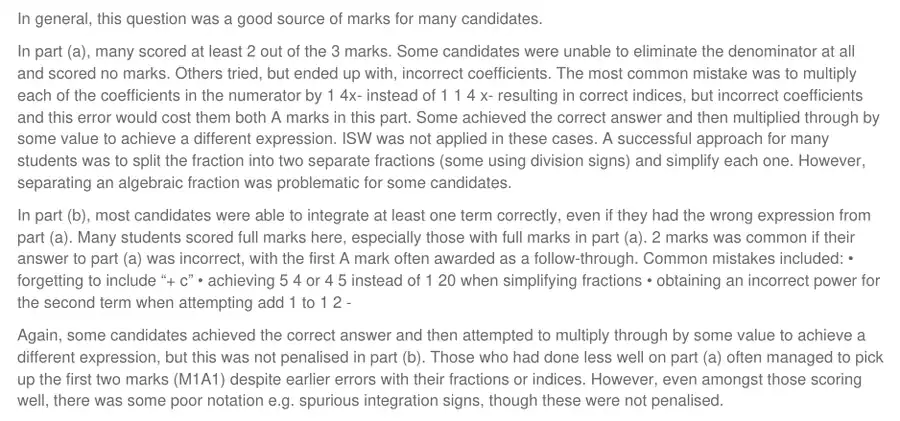 In general, this question was a good source of marks for many candidates.
In part (a), many scored at least 2 out of the 3 marks. Some candidates were unable to eliminate the denominator at all
and scored no marks. Others tried, but ended up with, incorrect coefficients. The most common mistake was to multiply
each of the coefficients in the numerator by 1 4x- instead of 1 1 4 x- resulting in correct indices, but incorrect coefficients
and this error would cost them both A marks in this part. Some achieved the correct answer and then multiplied through by
some value to achieve a different expression. ISW was not applied in these cases. A successful approach for many
students was to split the fraction into two separate fractions (some using division signs) and simplify each one. However,
separating an algebraic fraction was problematic for some candidates.
In part (b), most candidates were able to integrate at least one term correctly, even if they had the wrong expression from
part (a). Many students scored full marks here, especially those with full marks in part (a). 2 marks was common if their
answer to part (a) was incorrect, with the first A mark often awarded as a follow-through. Common mistakes included: •
forgetting to include “+ c” • achieving 5 4 or 4 5 instead of 1 20 when simplifying fractions • obtaining an incorrect power for
the second term when attempting add 1 to 1 2 -
Again, some candidates achieved the correct answer and then attempted to multiply through by some value to achieve a
different expression, but this was not penalised in part (b). Those who had done less well on part (a) often managed to pick
up the first two marks (M1A1) despite earlier errors with their fractions or indices. However, even amongst those scoring
well, there was some poor notation e.g. spurious integration signs, though these were not penalised.